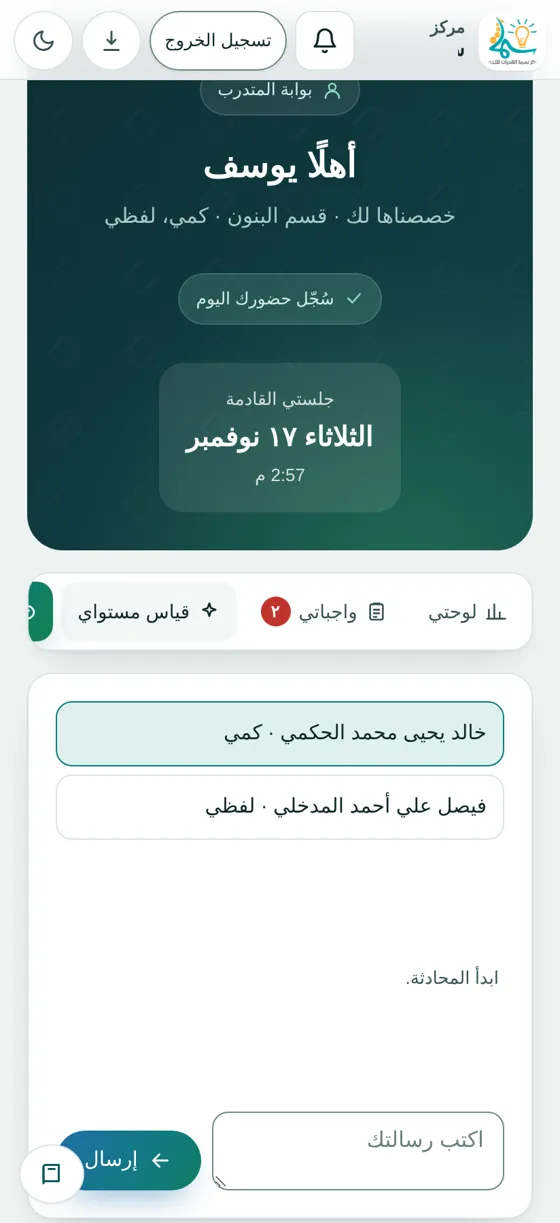 مركز
تسجيل الخروج
بوابة المتدرب
أهلًا يوسف
خصصناها لك · قسم البنون · كمي، لفظي
سُجّل حضورك اليوم
جلستي القادمة
الثلاثاء ١٧ نوفمبر
2:57 م
لوحتي
واجباتي ٢
قياس مستواي
خالد يحيى محمد الحكمي · كمي
فيصل علي أحمد المدخلي · لفظي
ابدأ المحادثة.
اكتب رسالتك
إرسال